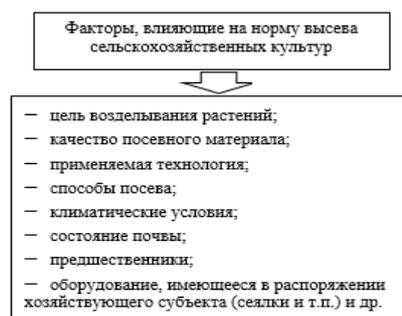 Факторы, влияющие на норму высева
сельскохозяйственных культур
— цель возделывания растений;
— качество посевного материала;
— применяемая технология;
— способы посева;
— климатические условия;
— состояние почвы;
— предшественники;
— оборудование, имеющееся в распоряжении
хозяйствующего субъекта (сеялки и т.п.) и др.